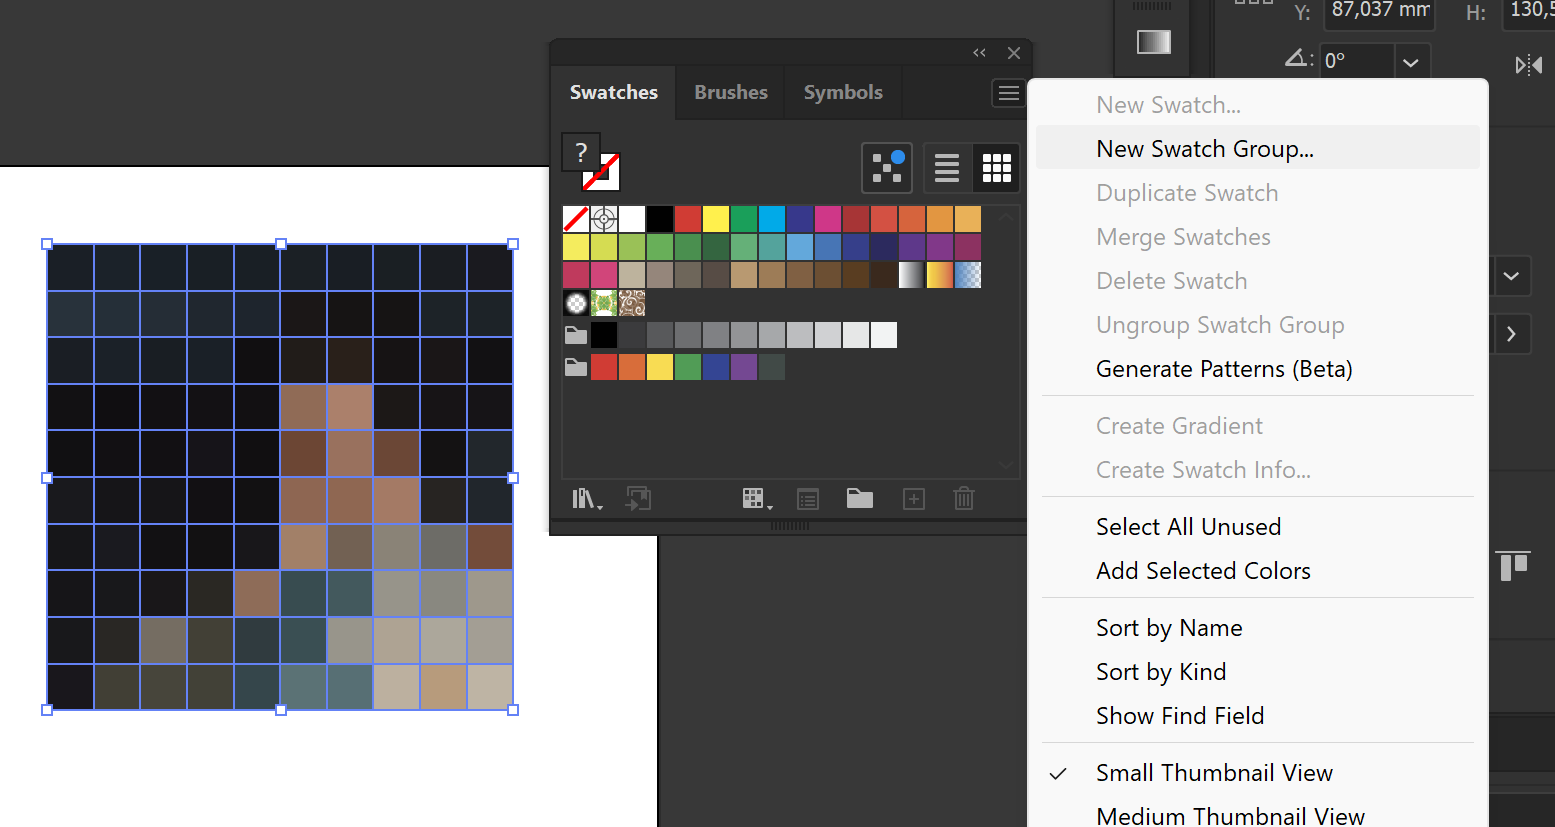 Y:
87,037 mm
H:
130,5
0°
Swatches
Brushes
Symbols
?
New Swatch...
New Swatch Group...
Duplicate Swatch
Merge Swatches
Delete Swatch
Ungroup Swatch Group
Generate Patterns (Beta)
Create Gradient
Create Swatch Info...
Select All Unused
Add Selected Colors
Sort by Name
Sort by Kind
Show Find Field
Small Thumbnail View
Medium Thumbnail View